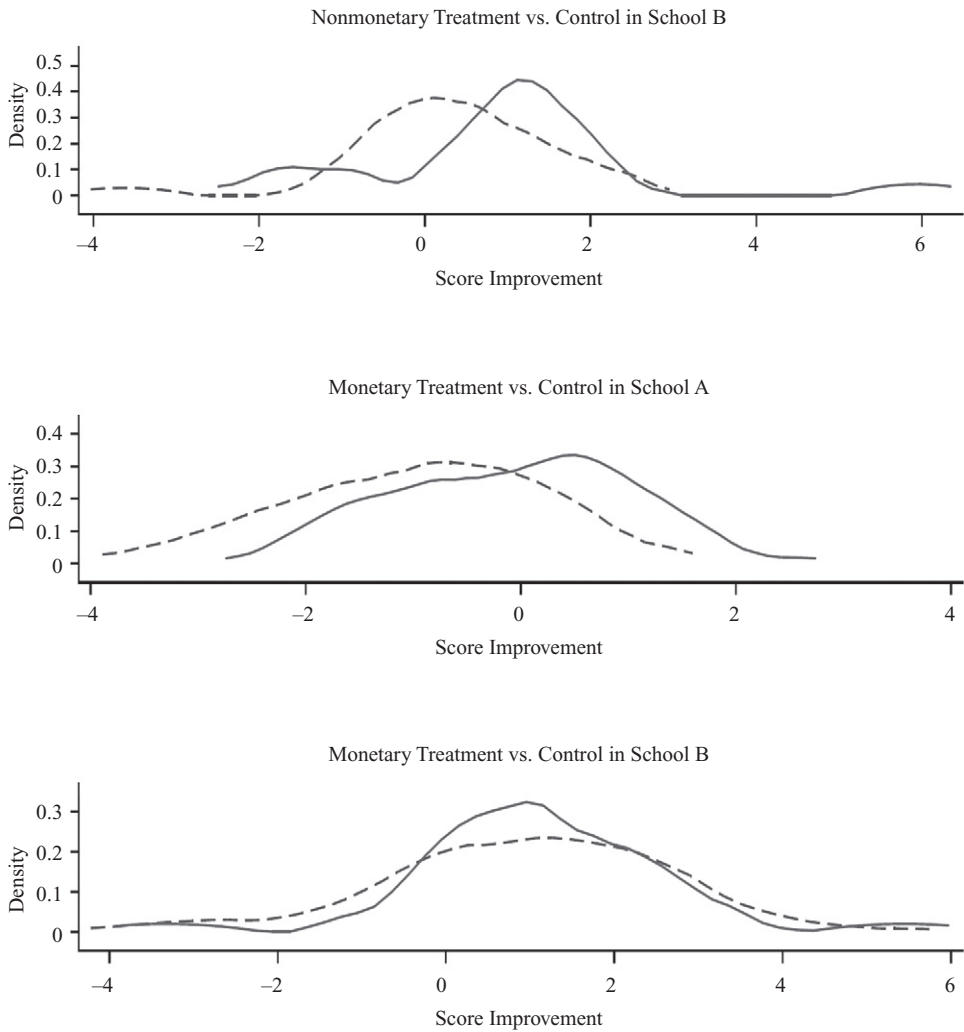 Nonmonetary Treatment vs. Control in School B
Density
0.5
0.4
0.3
0.2
0.1
0
–4 –2 0 2 4 6
Score Improvement
Monetary Treatment vs. Control in School A
Density
0.4
0.3
0.2
0.1
0
–4 –2 0 2 4
Score Improvement
Monetary Treatment vs. Control in School B
Density
0.3
0.2
0.1
0
–4 –2 0 2 4 6
Score Improvement